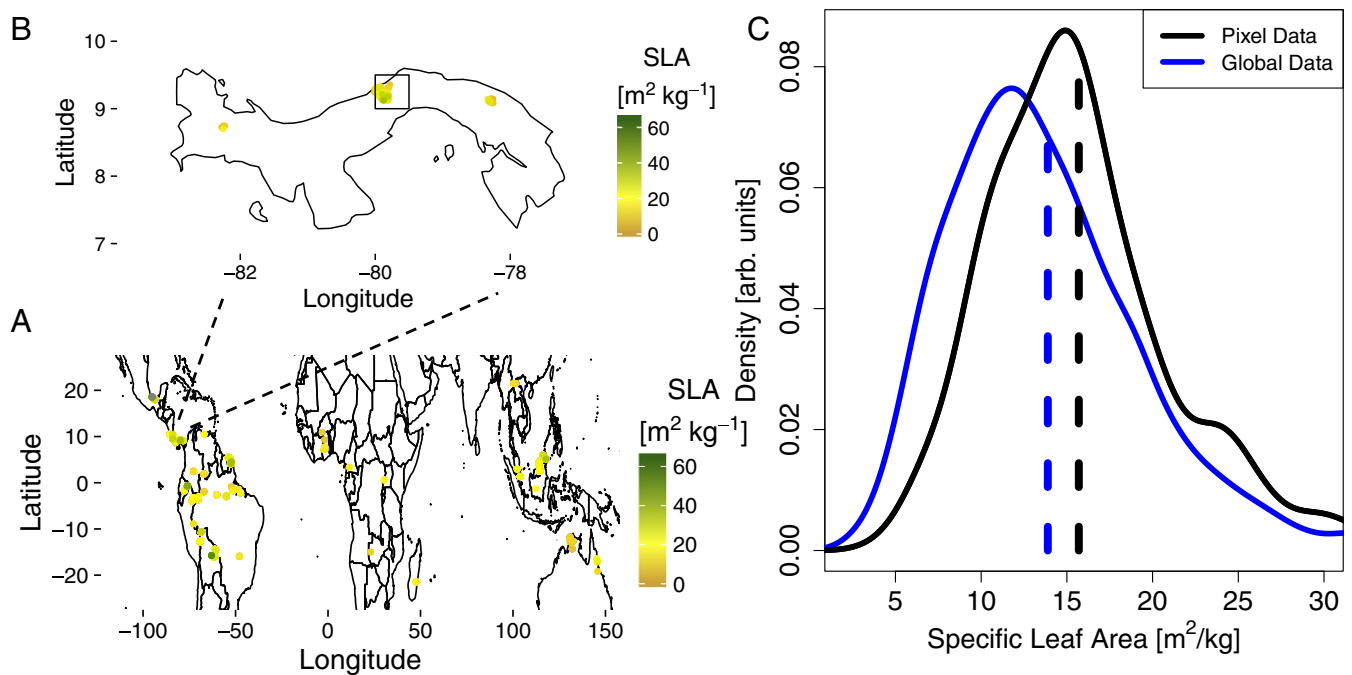 B
10
9
8
7
Latitude
−82
−80
−78
Longitude
SLA
[m² kg⁻¹]
60
40
20
0
A
20
10
0
−10
−20
Latitude
−100
−50
0
50
100
150
Longitude
SLA
[m² kg⁻¹]
60
40
20
0
C
Pixel Data
Global Data
0.08
0.06
0.04
0.02
0.00
Density [arb. units]
5
10
15
20
25
30
Specific Leaf Area [m²/kg]